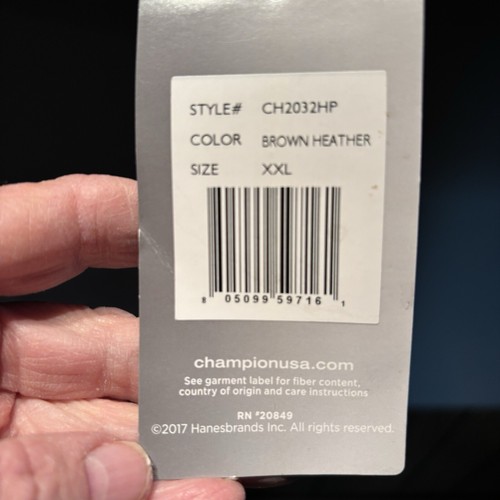 STYLE# CH2032HP
COLOR BROWN HEATHER
SIZE XXL
8 05099 59716 1
championusa.com
See garment label for fiber content,
country of origin and care instructions
RN #20849
©2017 Hanesbrands Inc. All rights reserved.